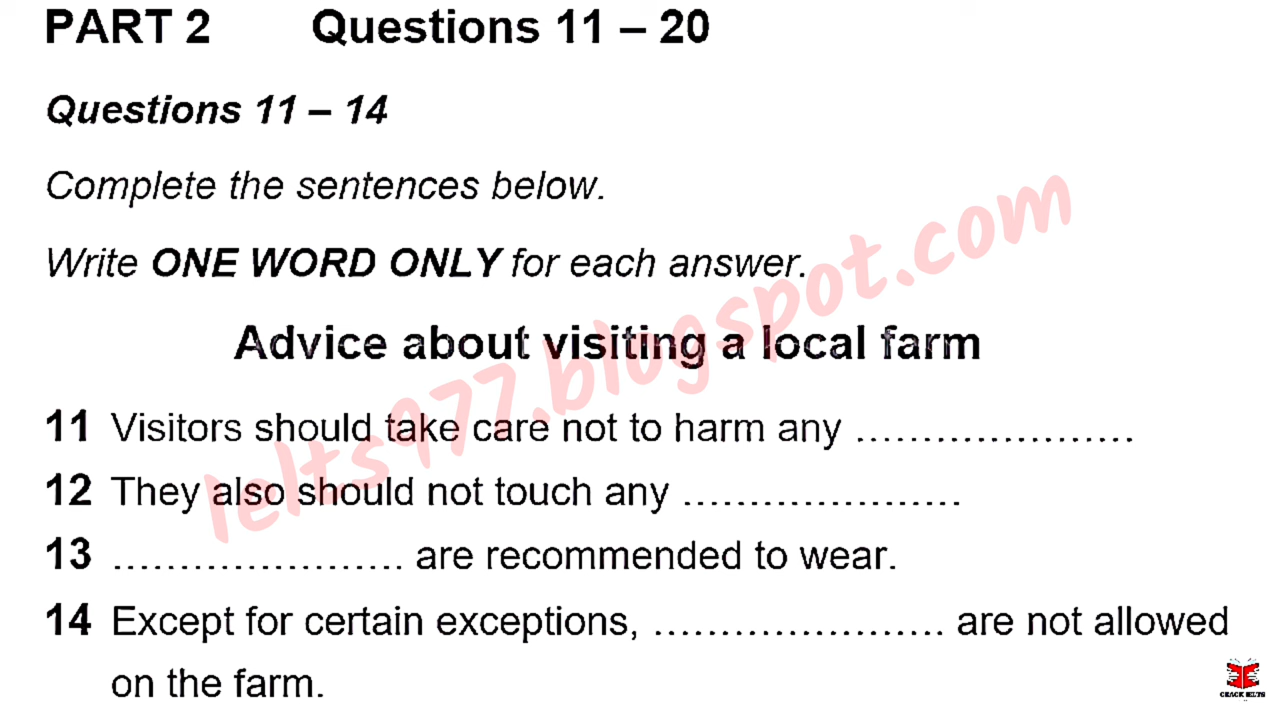 PART 2 Questions 11 – 20
Questions 11 – 14
Complete the sentences below.
Write ONE WORD ONLY for each answer.
Advice about visiting a local farm
11 Visitors should take care not to harm any .....................
12 They also should not touch any .....................
13 ...................... are recommended to wear.
14 Except for certain exceptions, ...................... are not allowed
on the farm.
Ielts977.blogspot.com
CRACK IELTS